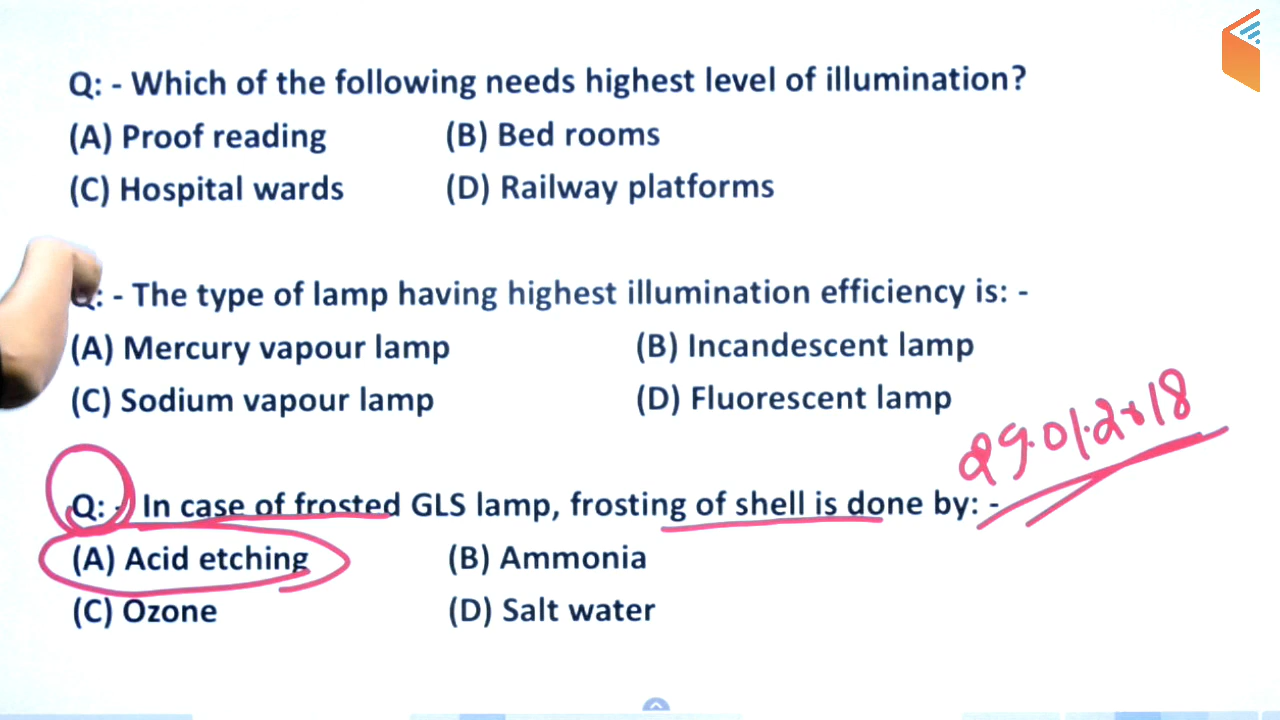 Q: - Which of the following needs highest level of illumination?
(A) Proof reading (B) Bed rooms
(C) Hospital wards (D) Railway platforms
Q: - The type of lamp having highest illumination efficiency is: -
(A) Mercury vapour lamp (B) Incandescent lamp
(C) Sodium vapour lamp (D) Fluorescent lamp
29.01.2018
Q: - In case of frosted GLS lamp, frosting of shell is done by: -
(A) Acid etching (B) Ammonia
(C) Ozone (D) Salt water